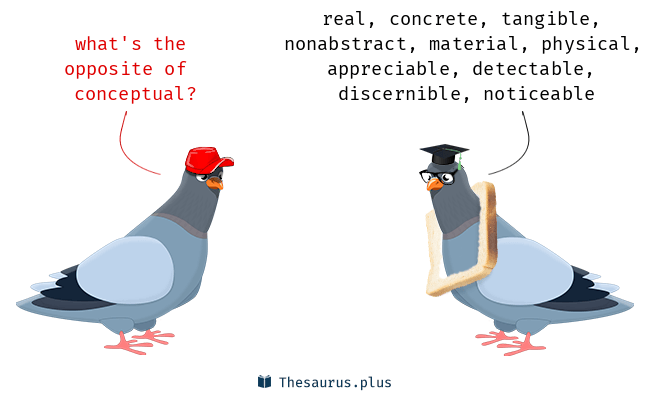 what's the
opposite of
conceptual?
real, concrete, tangible,
nonabstract, material, physical,
appreciable, detectable,
discernible, noticeable
Thesaurus.plus